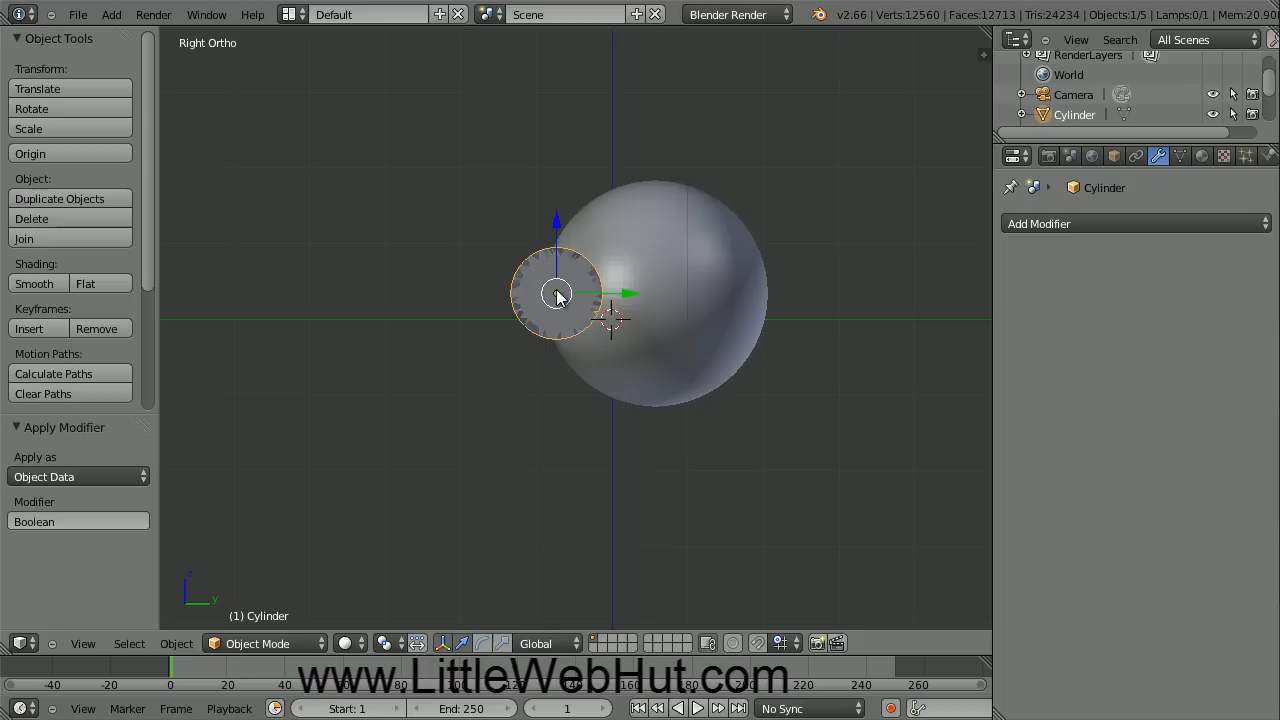 File Add Render Window Help Default Scene Blender Render v2.66 | Verts:12560 | Faces:12713 | Tris:24234 | Objects:1/5 | Lamps:0/1 | Mem:20.90
Object Tools
Transform:
Translate
Rotate
Scale
Origin
Object:
Duplicate Objects
Delete
Join
Shading:
Smooth Flat
Keyframes:
Insert Remove
Motion Paths:
Calculate Paths
Clear Paths
Apply Modifier
Apply as
Object Data
Modifier
Boolean
Right Ortho
z
y
(1) Cylinder
View Select Object Object Mode Global
View Search All Scenes
RenderLayers
World
Camera
Cylinder
Cylinder
Add Modifier
-40 -20 0 20 40 60 80 100 120 140 160 180 200 220 240 260
www.LittleWebHut.com
View Marker Frame Playback Start: 1 End: 250 1 No Sync